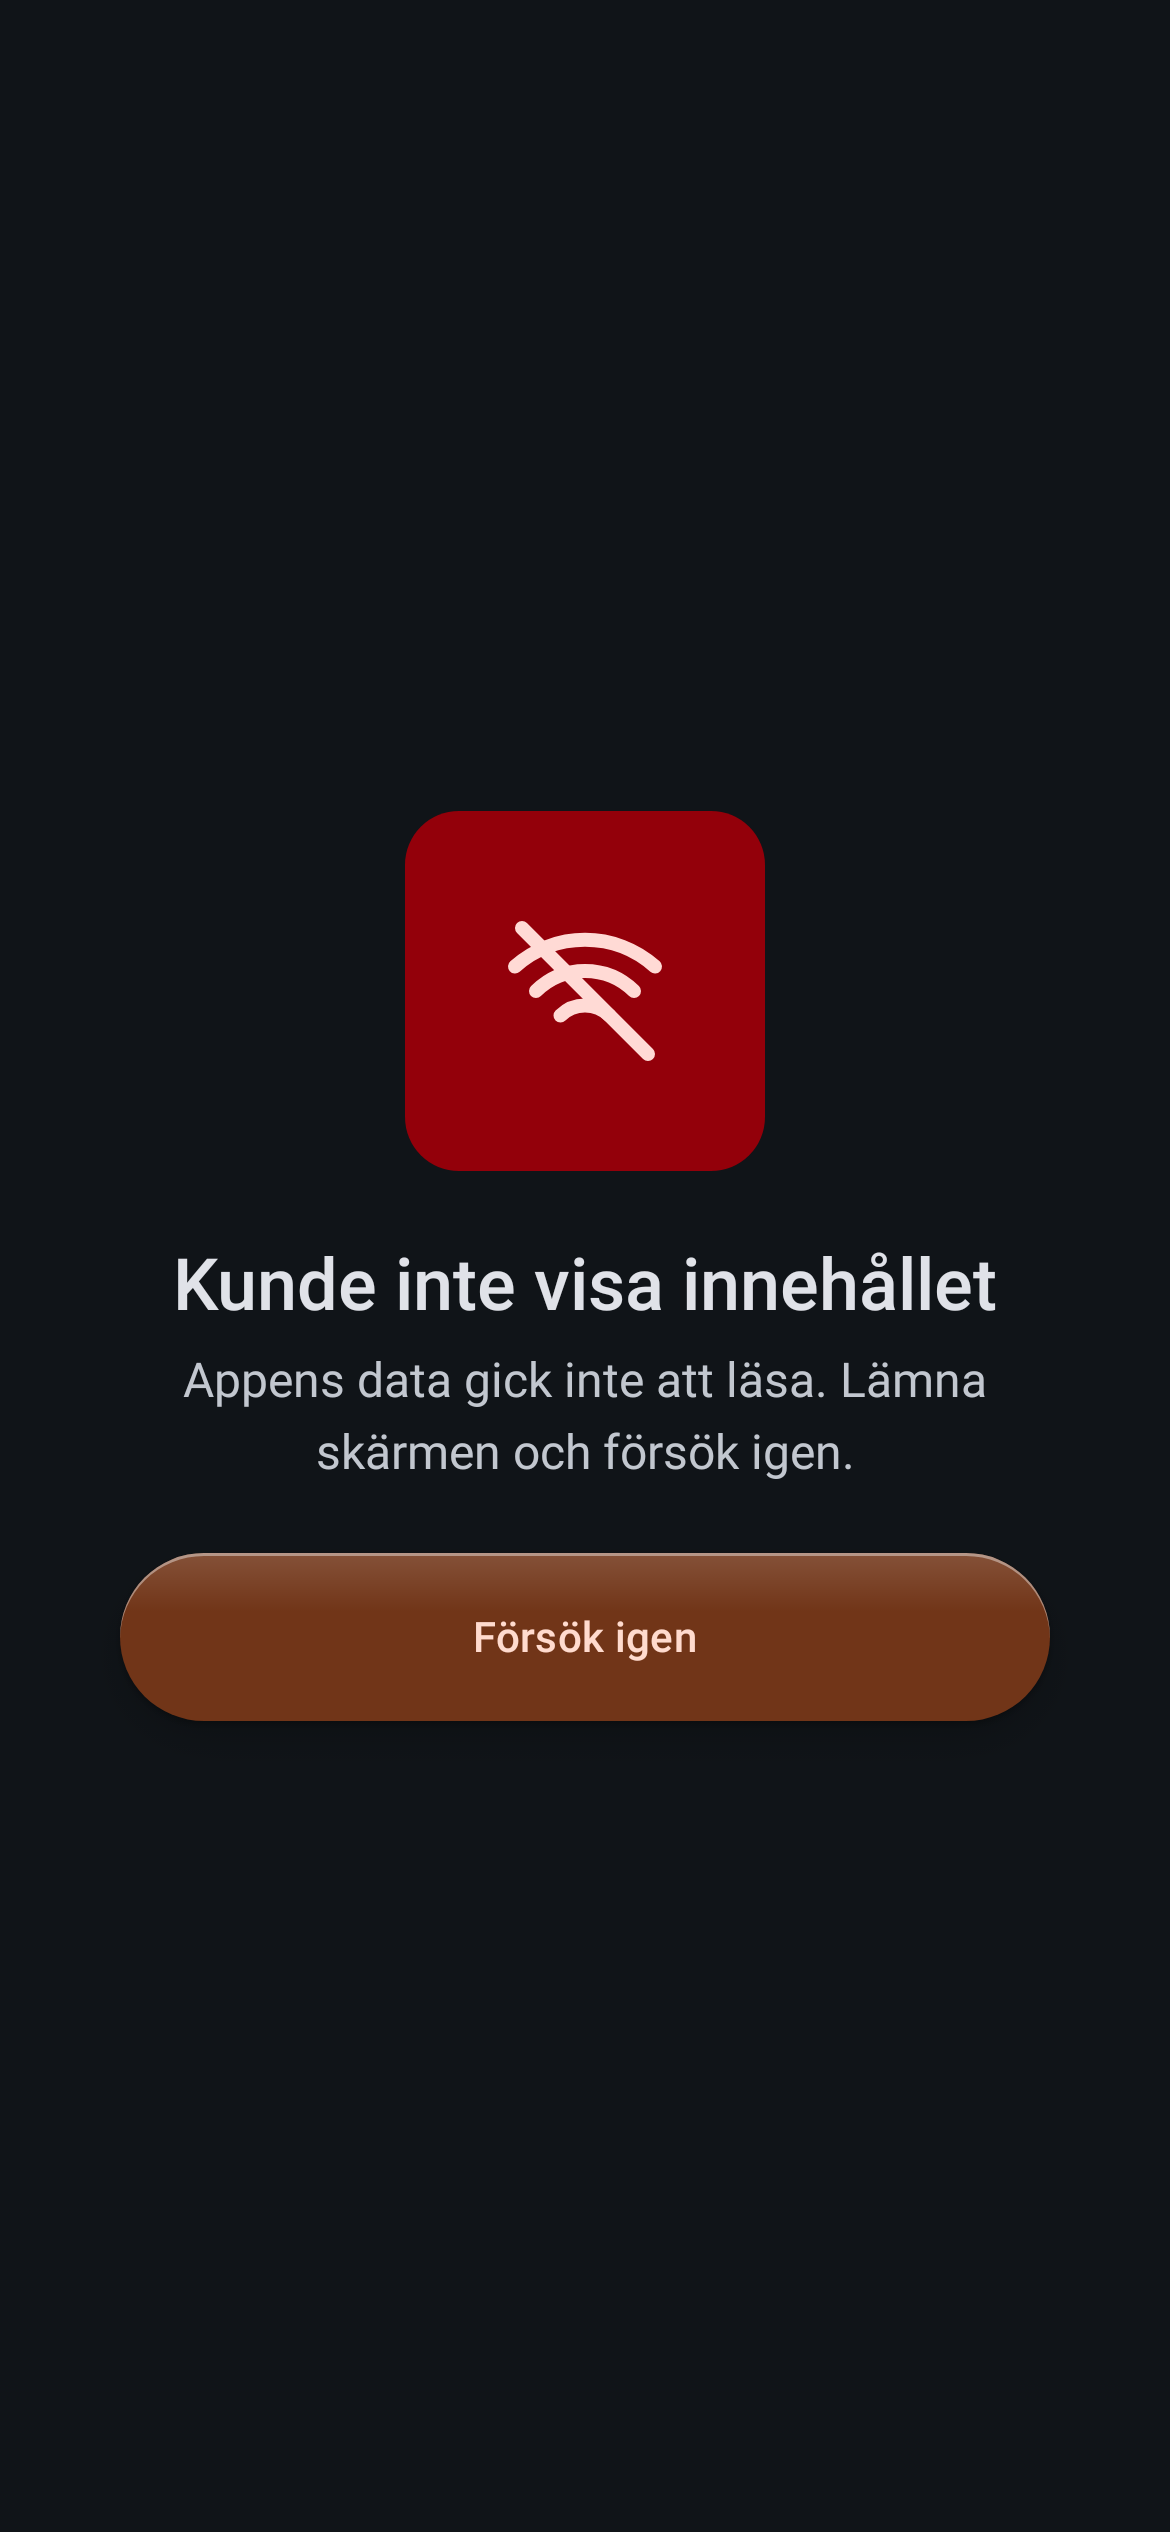 Kunde inte visa innehållet
Appens data gick inte att läsa. Lämna
skärmen och försök igen.
Försök igen